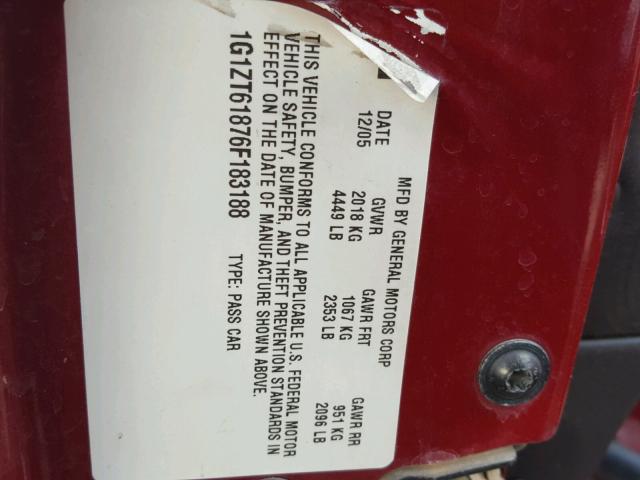 MFD BY GENERAL MOTORS CORP
DATE GVWR GAWR FRT GAWR RR
12/05 2018 KG 1067 KG 951 KG
4449 LB 2353 LB 2096 LB
THIS VEHICLE CONFORMS TO ALL APPLICABLE U.S. FEDERAL MOTOR
VEHICLE SAFETY, BUMPER, AND THEFT PREVENTION STANDARDS IN
EFFECT ON THE DATE OF MANUFACTURE SHOWN ABOVE.
1G1ZT61876F183188 TYPE: PASS CAR